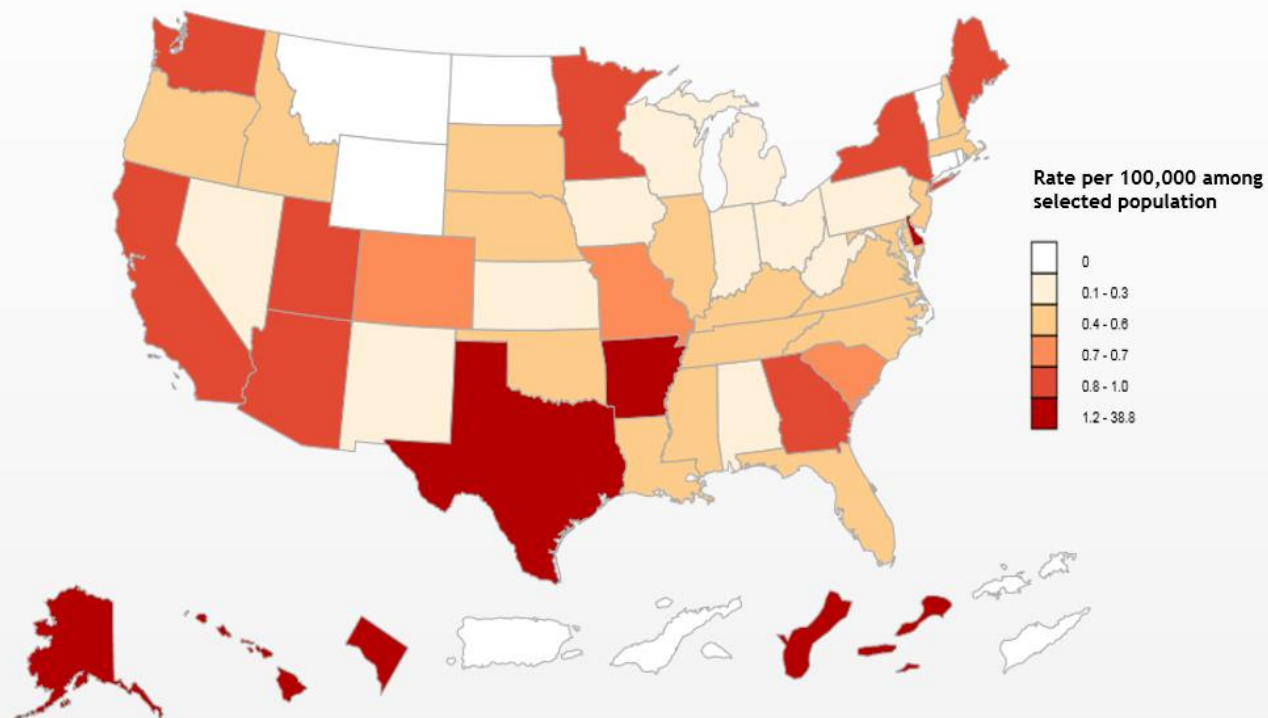 Rate per 100,000 among
selected population
0
0.1 - 0.3
0.4 - 0.6
0.7 - 0.7
0.8 - 1.0
1.2 - 38.8